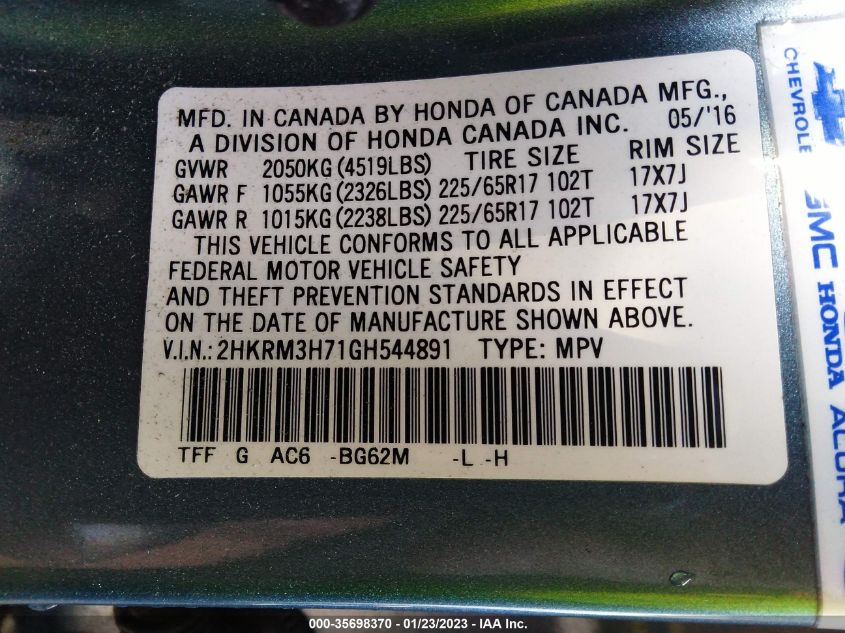 MFD. IN CANADA BY HONDA OF CANADA MFG.,
A DIVISION OF HONDA CANADA INC. 05/'16
GVWR 2050KG (4519LBS) TIRE SIZE RIM SIZE
GAWR F 1055KG (2326LBS) 225/65R17 102T 17X7J
GAWR R 1015KG (2238LBS) 225/65R17 102T 17X7J
THIS VEHICLE CONFORMS TO ALL APPLICABLE
FEDERAL MOTOR VEHICLE SAFETY
AND THEFT PREVENTION STANDARDS IN EFFECT
ON THE DATE OF MANUFACTURE SHOWN ABOVE.
V.I.N.: 2HKRM3H71GH544891 TYPE: MPV
TFF G AC6 -BG62M -L -H
CHEVROLE
GMC HONDA ACURA
000-35698370 - 01/23/2023 - IAA Inc.